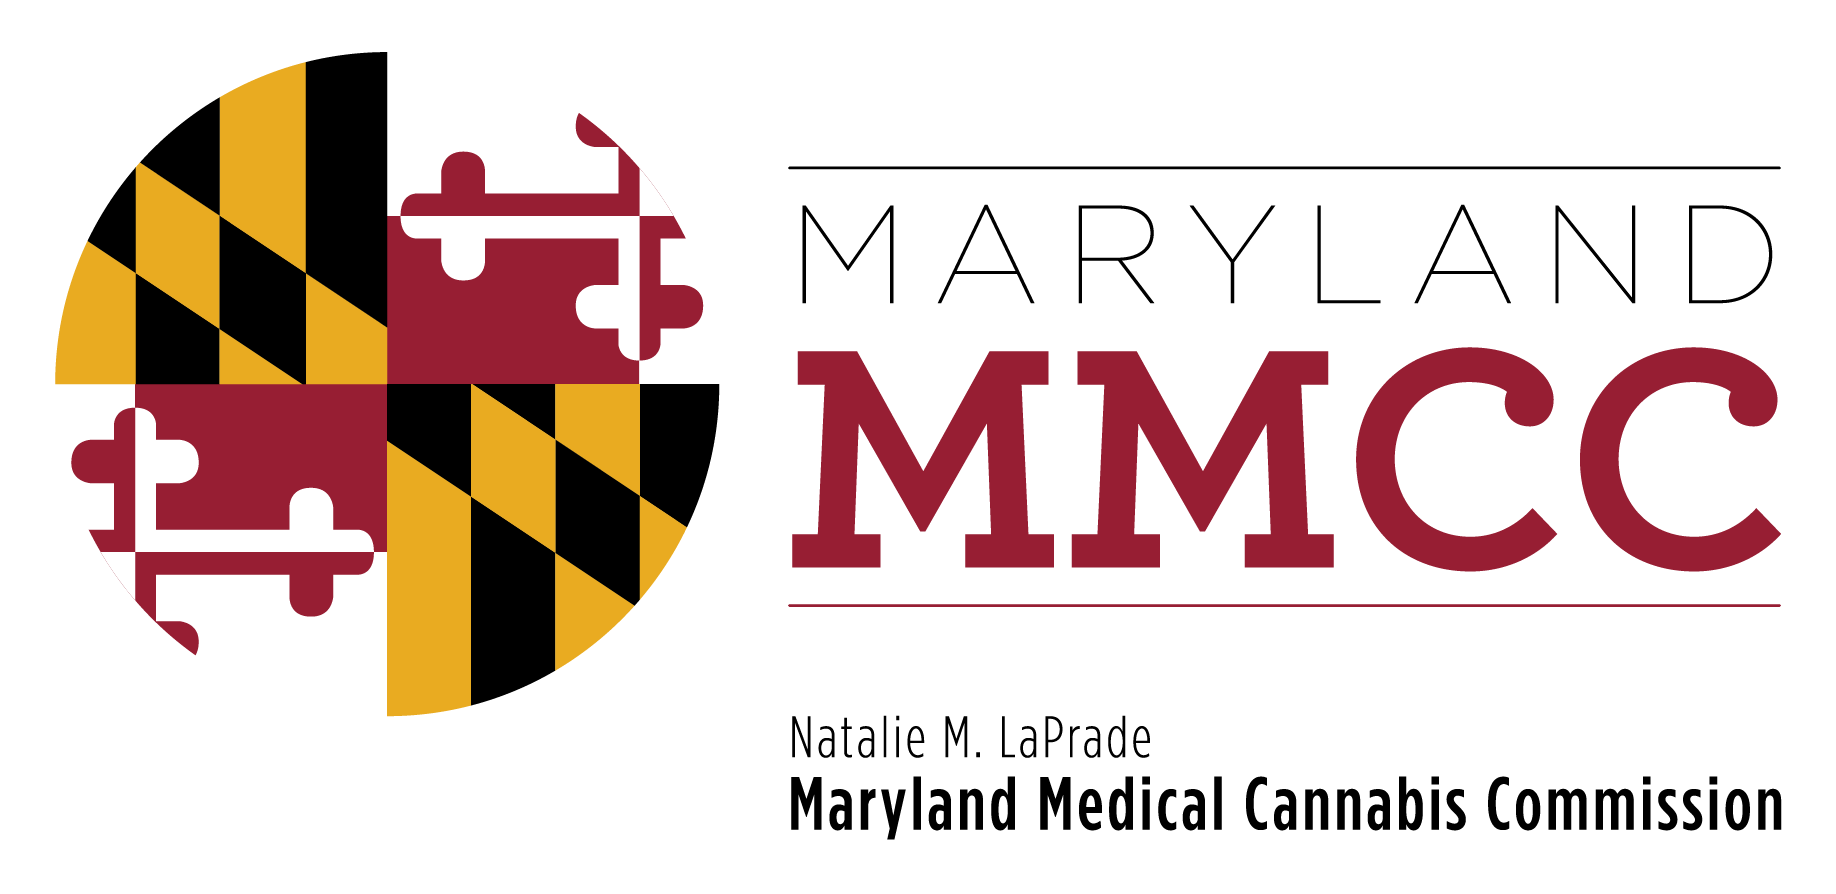 MARYLAND
MMCC
Natalie M. LaPrade
Maryland Medical Cannabis Commission